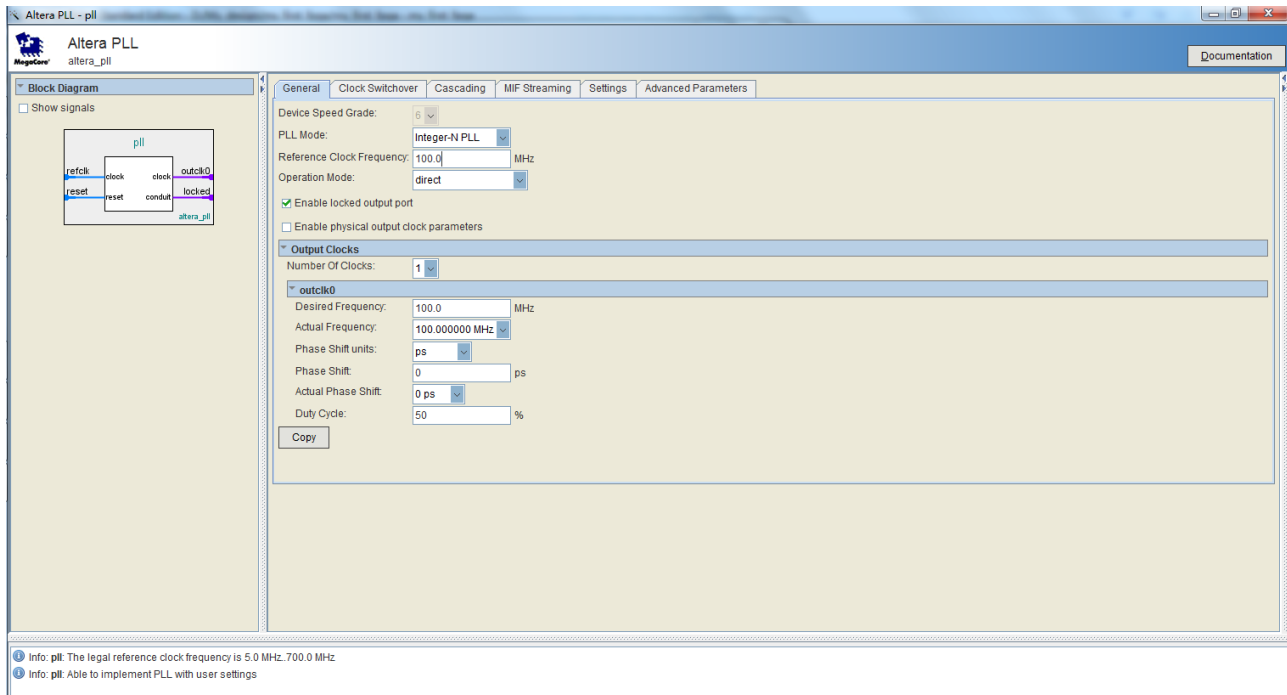 Altera PLL - pll
Altera PLL
altera_pll
MegaCore®
Documentation
Block Diagram
Show signals
pll
refclk
clock
clock
outclk0
reset
reset
conduit
locked
altera_pll
General
Clock Switchover
Cascading
MIF Streaming
Settings
Advanced Parameters
Device Speed Grade: 6
PLL Mode: Integer-N PLL
Reference Clock Frequency: 100.0 MHz
Operation Mode: direct
Enable locked output port
Enable physical output clock parameters
Output Clocks
Number Of Clocks: 1
outclk0
Desired Frequency: 100.0 MHz
Actual Frequency: 100.000000 MHz
Phase Shift units: ps
Phase Shift: 0 ps
Actual Phase Shift: 0 ps
Duty Cycle: 50 %
Copy
Info: pll: The legal reference clock frequency is 5.0 MHz..700.0 MHz
Info: pll: Able to implement PLL with user settings